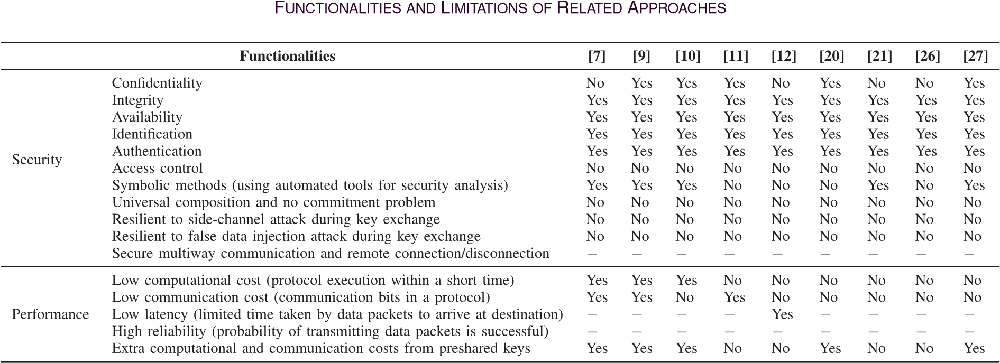 FUNCTIONALITIES AND LIMITATIONS OF RELATED APPROACHES
Functionalities [7] [9] [10] [11] [12] [20] [21] [26] [27]
Confidentiality No Yes Yes Yes No Yes No No Yes
Integrity Yes Yes Yes Yes Yes Yes Yes Yes Yes
Availability Yes Yes Yes Yes Yes Yes Yes Yes Yes
Identification Yes Yes Yes Yes Yes Yes Yes Yes Yes
Authentication Yes Yes Yes Yes Yes Yes Yes Yes Yes
Security
Access control No No No No No No No No No
Symbolic methods (using automated tools for security analysis) Yes Yes Yes No No No Yes No Yes
Universal composition and no commitment problem No No No No No No No No No
Resilient to side-channel attack during key exchange No No No No No No No No No
Resilient to false data injection attack during key exchange No No No No No No No No No
Secure multiway communication and remote connection/disconnection – – – – – – – – –
Low computational cost (protocol execution within a short time) Yes Yes Yes No No No No No No
Low communication cost (communication bits in a protocol) Yes Yes No Yes No No No No No
Performance Low latency (limited time taken by data packets to arrive at destination) – – – – Yes – – – –
High reliability (probability of transmitting data packets is successful) – – – – – – – – –
Extra computational and communication costs from preshared keys Yes Yes Yes No No Yes No No Yes